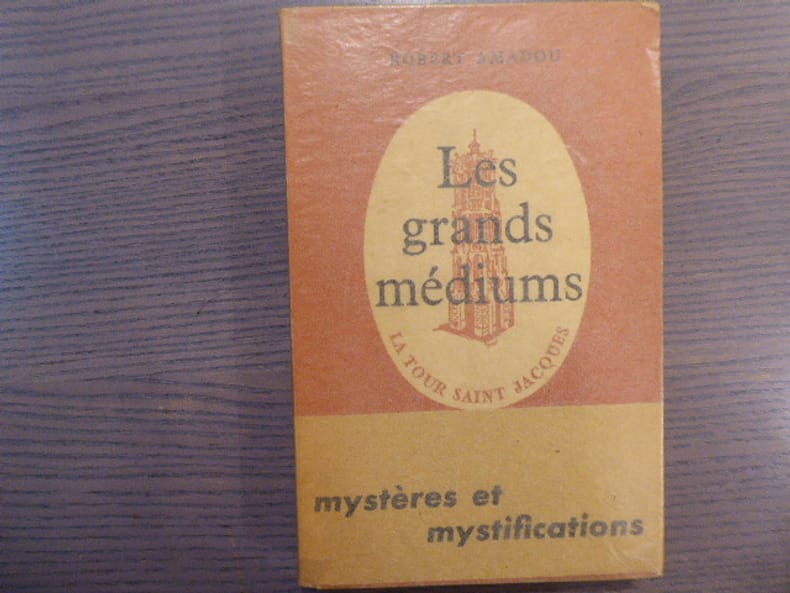 ROBERT AMADOU
Les
grands
médiums
LA TOUR SAINT JACQUES
mystères et
mystifications